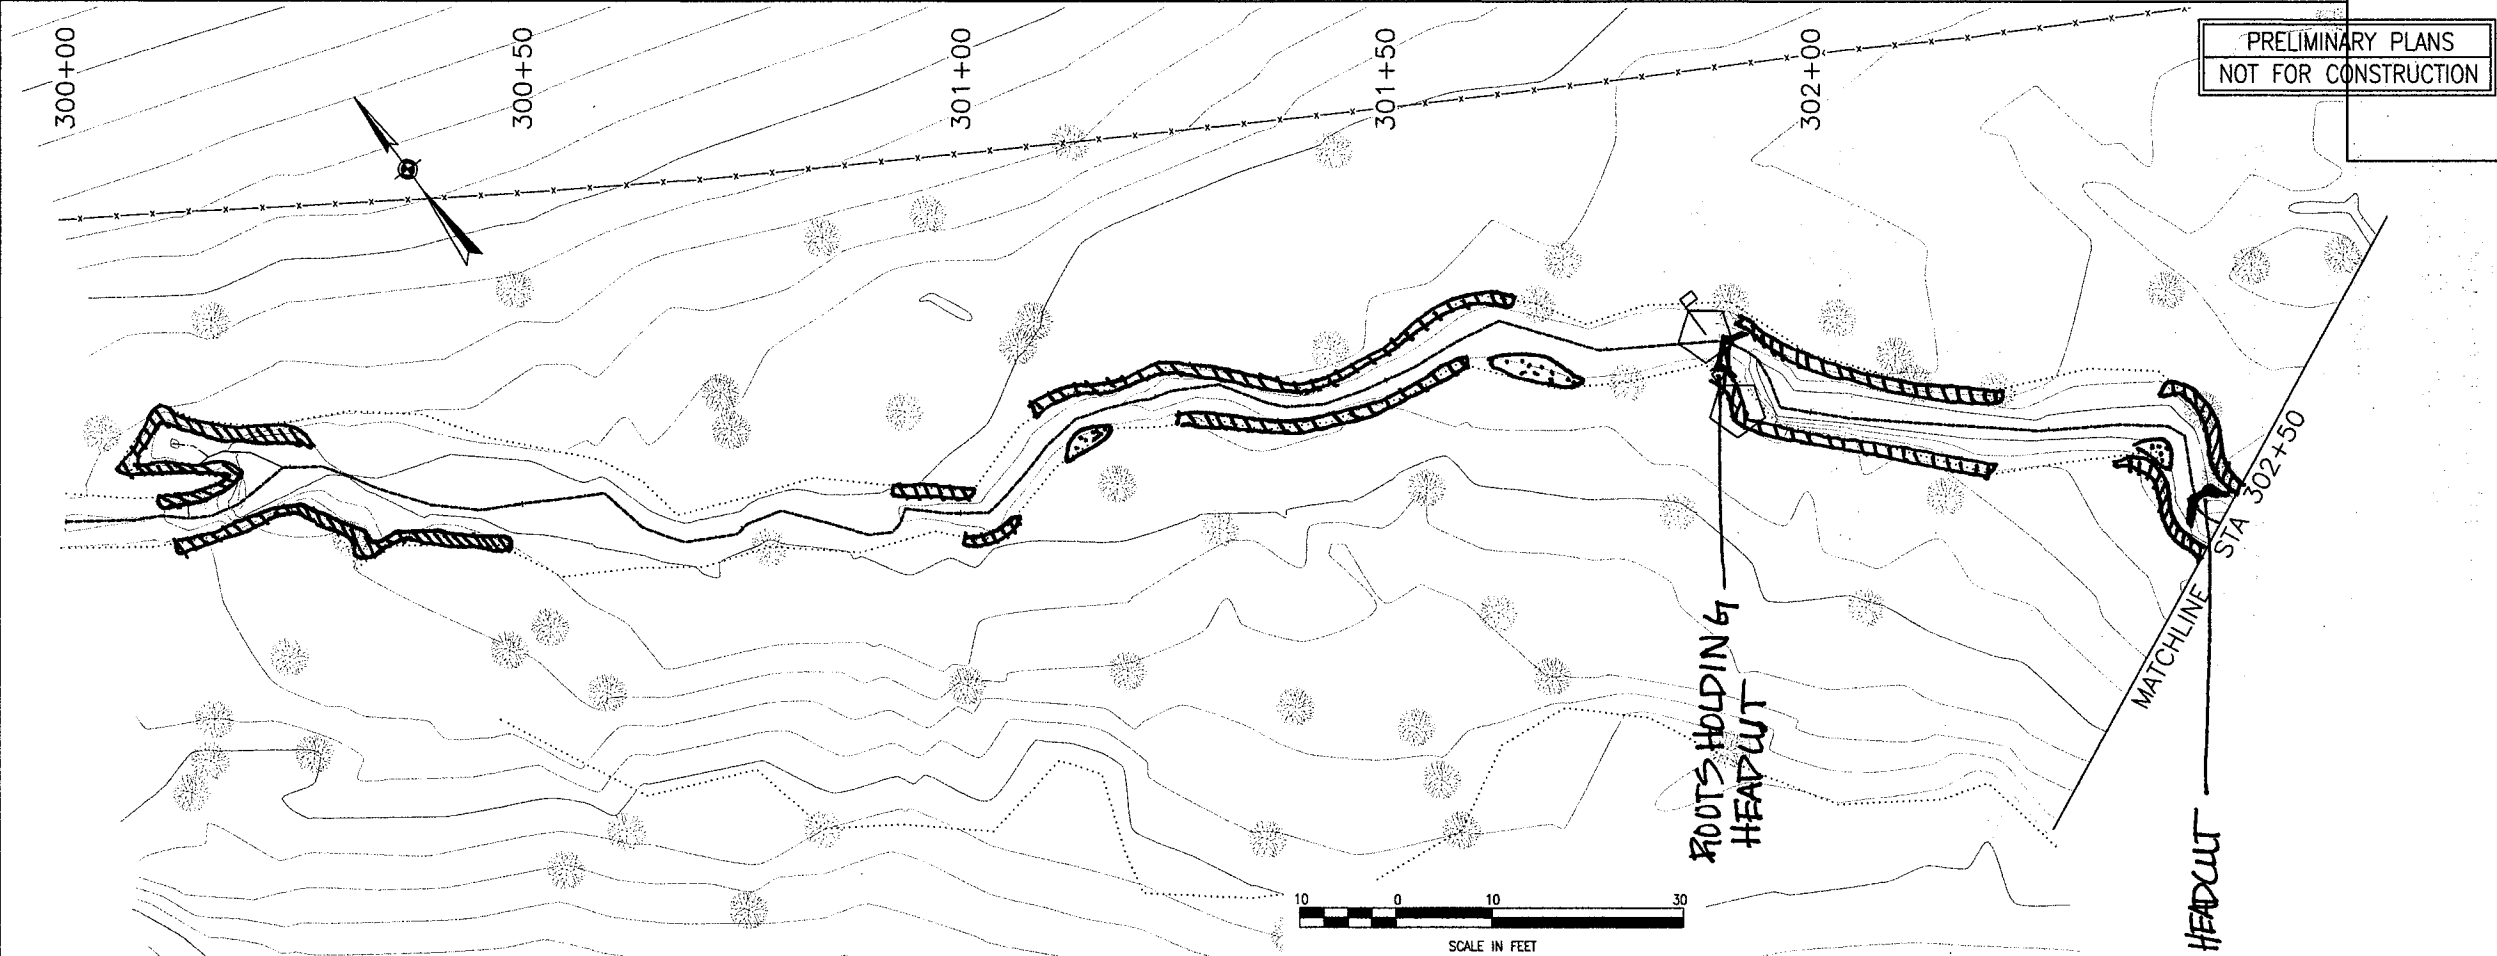 300+00
300+50
301+00
301+50
302+00
PRELIMINARY PLANS
NOT FOR CONSTRUCTION
MATCHLINE STA 302+50
ROOTS HOLDING
HEADCUT
HEADCUT
10 0 10 30
SCALE IN FEET